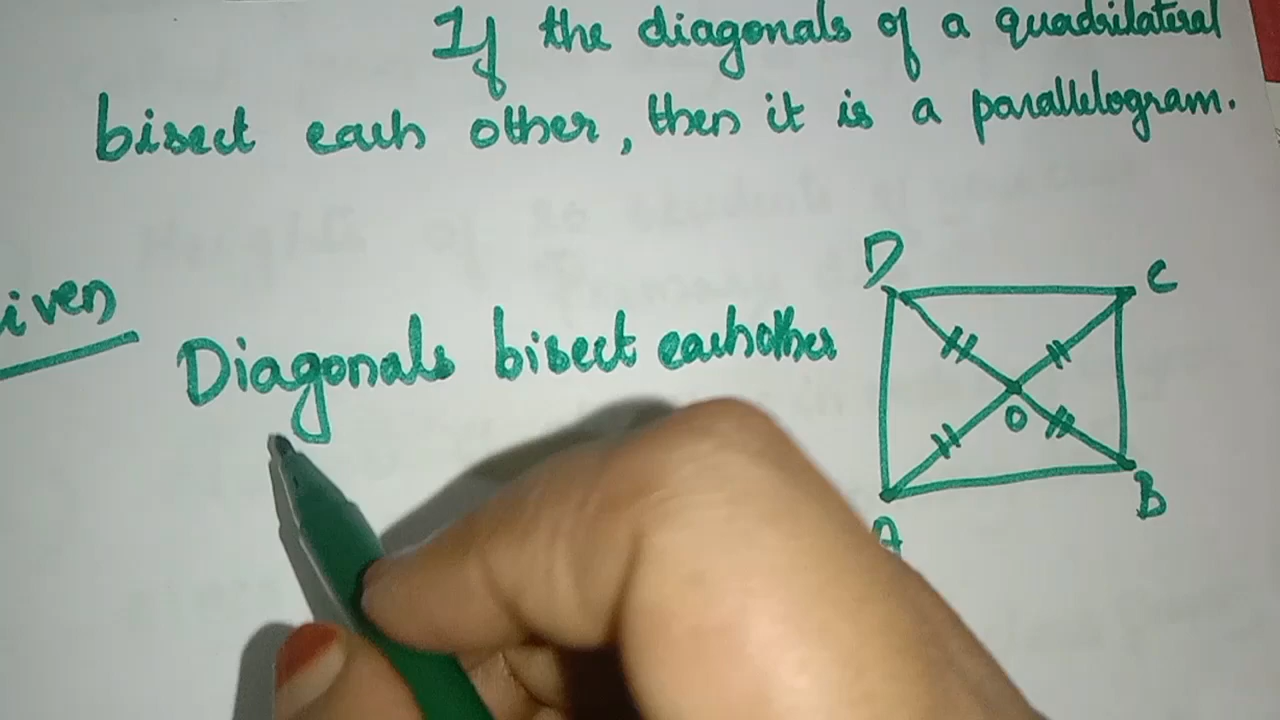 If the diagonals of a quadrilateral
bisect each other, then it is a parallelogram.
iven
Diagonals bisect eachother
D
C
O
B
A